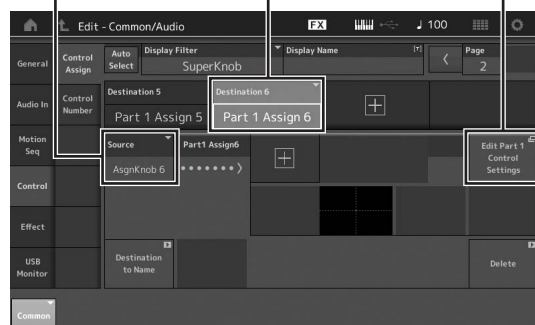 Edit - Common/Audio
FX
♩ 100
General
Control Assign
Auto Select
Display Filter
SuperKnob
Display Name
[T]
Page
2
Audio In
Control Number
Destination 5
Part 1 Assign 5
Destination 6
Part 1 Assign 6
Motion Seq
Source
AsgnKnob 6
Part1 Assign6
Edit Part 1 Control Settings
Control
Effect
USB Monitor
Destination to Name
Delete
Common